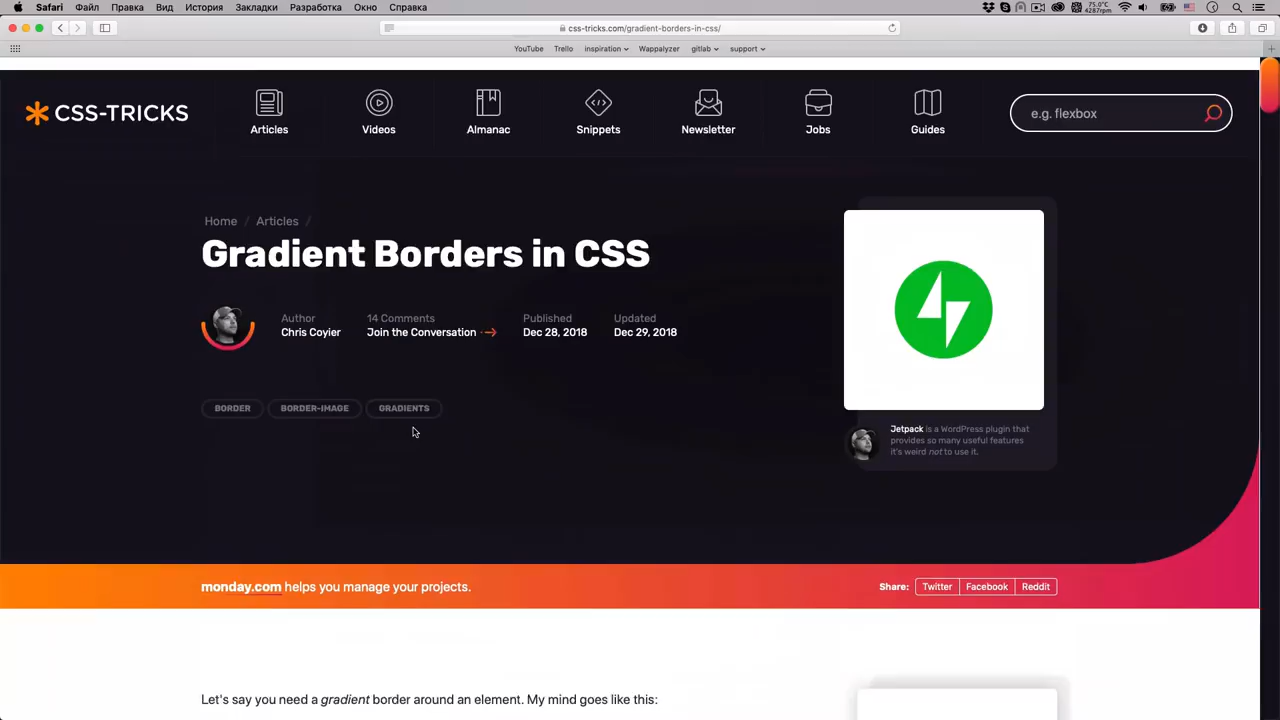 Safari Файл Правка Вид История Закладки Разработка Окно Справка
75.0°C
4287rpm
css-tricks.com/gradient-borders-in-css/
YouTube Trello inspiration Wappalyzer gitlab support
CSS-TRICKS
Articles Videos Almanac Snippets Newsletter Jobs Guides
e.g. flexbox
Home / Articles /
Gradient Borders in CSS
Author
Chris Coyier
14 Comments
Join the Conversation
Published
Dec 28, 2018
Updated
Dec 29, 2018
BORDER BORDER-IMAGE GRADIENTS
Jetpack is a WordPress plugin that
provides so many useful features
it's weird not to use it.
monday.com helps you manage your projects.
Share: Twitter Facebook Reddit
Let's say you need a gradient border around an element. My mind goes like this: